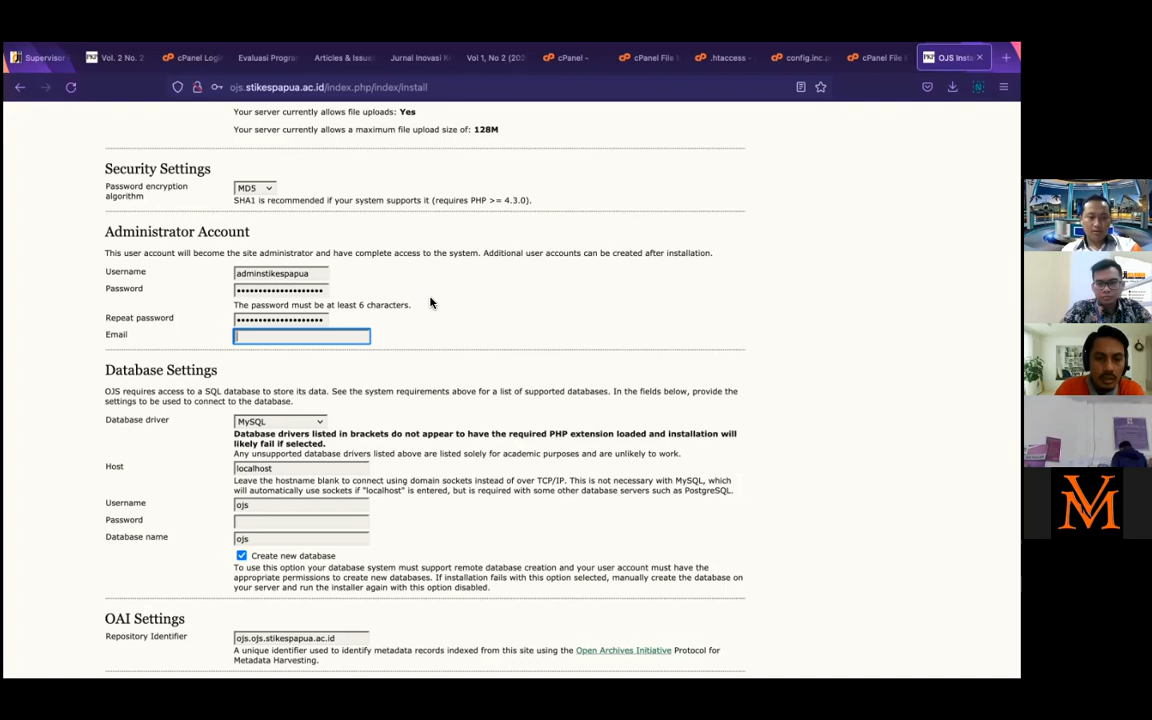 Supervisor
PKP Vol. 2 No. 2
cPanel Logi
Evaluasi Progra
Articles & Issue
Jurnal Inovasi K
Vol 1, No 2 (202
cPanel -
cPanel File
.htaccess -
config.inc.p
cPanel File
PKP OJS Inst
ojs.stikespapua.ac.id/index.php/index/install
Your server currently allows file uploads: Yes
Your server currently allows a maximum file upload size of: 128M
Security Settings
Password encryption algorithm
MD5
SHA1 is recommended if your system supports it (requires PHP >= 4.3.0).
Administrator Account
This user account will become the site administrator and have complete access to the system. Additional user accounts can be created after installation.
Username
adminstikespapua
Password
••••••••••••••••••••
The password must be at least 6 characters.
Repeat password
••••••••••••••••••••
Email
Database Settings
OJS requires access to a SQL database to store its data. See the system requirements above for a list of supported databases. In the fields below, provide the
settings to be used to connect to the database.
Database driver
MySQL
Database drivers listed in brackets do not appear to have the required PHP extension loaded and installation will
likely fail if selected.
Any unsupported database drivers listed above are listed solely for academic purposes and are unlikely to work.
Host
localhost
Leave the hostname blank to connect using domain sockets instead of over TCP/IP. This is not necessary with MySQL, which
will automatically use sockets if "localhost" is entered, but is required with some other database servers such as PostgreSQL.
Username
ojs
Password
Database name
ojs
Create new database
To use this option your database system must support remote database creation and your user account must have the
appropriate permissions to create new databases. If installation fails with this option selected, manually create the database on
your server and run the installer again with this option disabled.
OAI Settings
Repository Identifier
ojs.ojs.stikespapua.ac.id
A unique identifier used to identify metadata records indexed from this site using the Open Archives Initiative Protocol for
Metadata Harvesting.